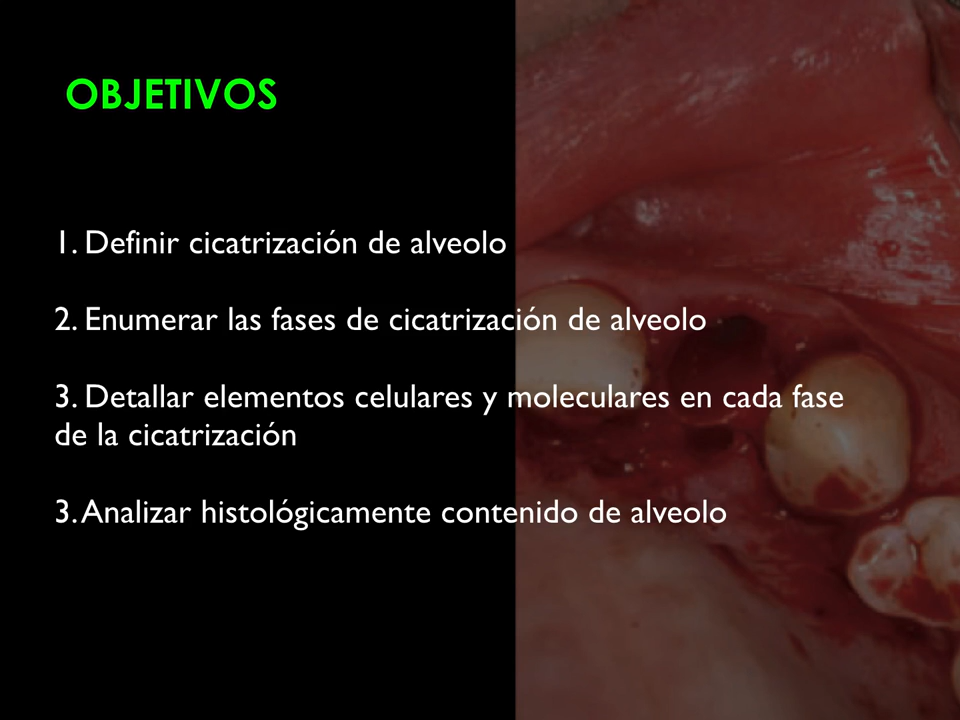 OBJETIVOS
1. Definir cicatrización de alveolo
2. Enumerar las fases de cicatrización de alveolo
3. Detallar elementos celulares y moleculares en cada fase
de la cicatrización
3. Analizar histológicamente contenido de alveolo